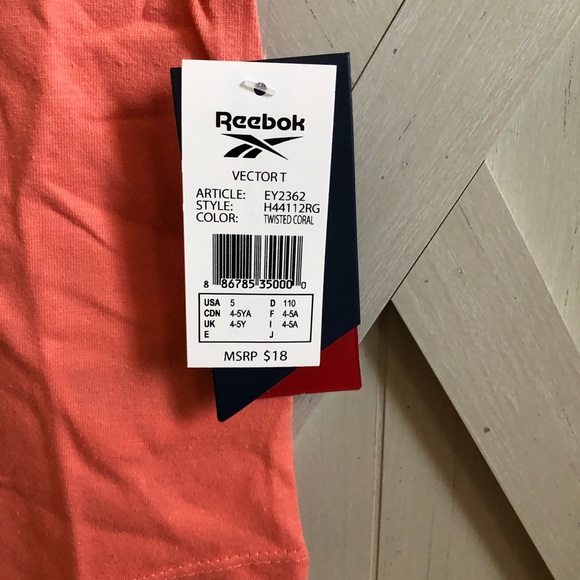 Reebok
VECTOR T
ARTICLE: EY2362
STYLE: H44112RG
COLOR: TWISTED CORAL
8 86785 35000 0
USA 5 D 110
CDN 4-5YA F 4-5A
UK 4-5Y I 4-5A
E J
MSRP $18